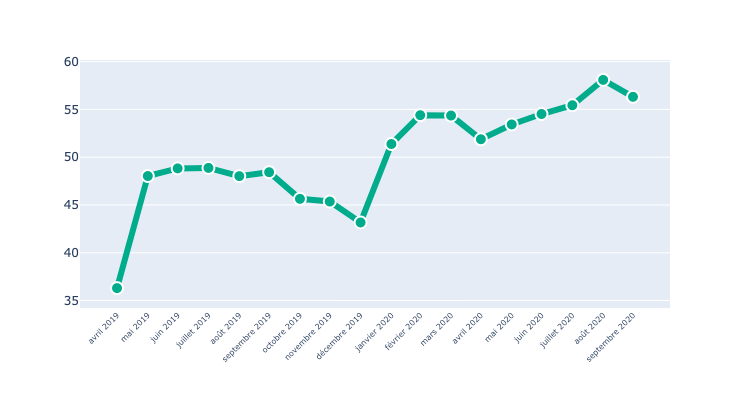 60
55
50
45
40
35
avril 2019
mai 2019
juin 2019
juillet 2019
août 2019
septembre 2019
octobre 2019
novembre 2019
décembre 2019
janvier 2020
février 2020
mars 2020
avril 2020
mai 2020
juin 2020
juillet 2020
août 2020
septembre 2020